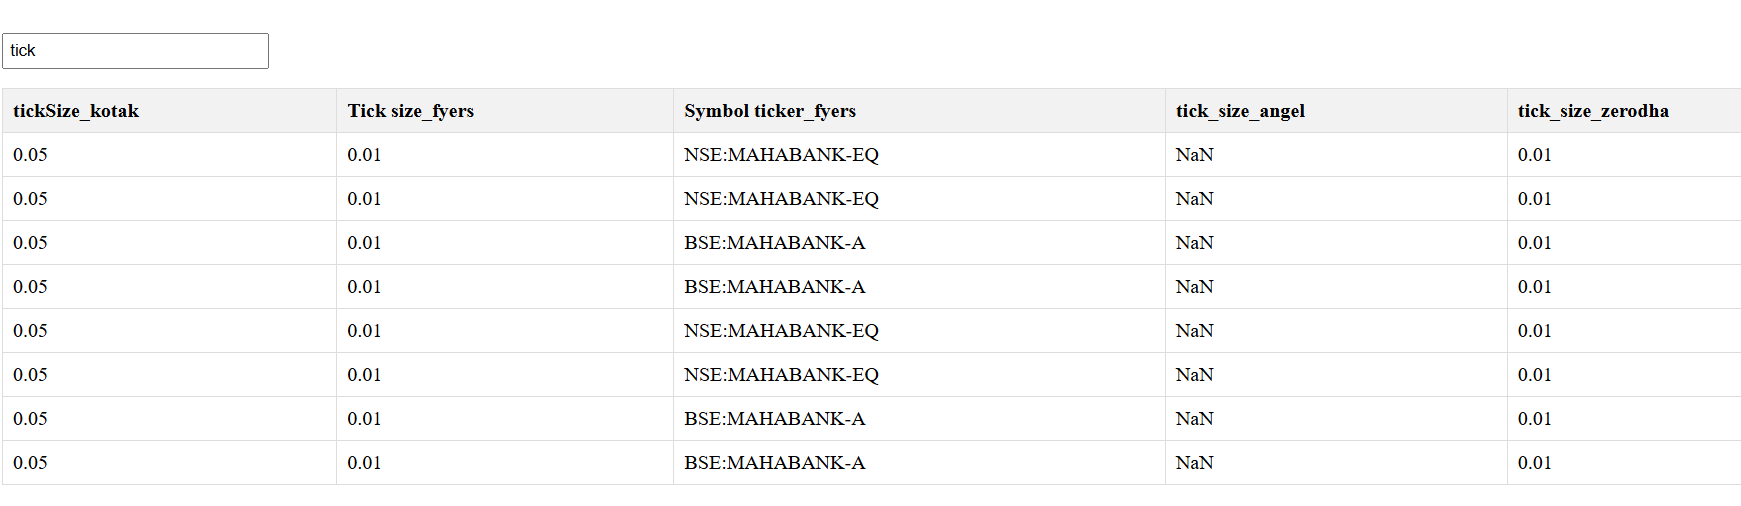 tick
tickSize_kotak Tick size_fyers Symbol ticker_fyers tick_size_angel tick_size_zerodha
0.05 0.01 NSE:MAHABANK-EQ NaN 0.01
0.05 0.01 NSE:MAHABANK-EQ NaN 0.01
0.05 0.01 BSE:MAHABANK-A NaN 0.01
0.05 0.01 BSE:MAHABANK-A NaN 0.01
0.05 0.01 NSE:MAHABANK-EQ NaN 0.01
0.05 0.01 NSE:MAHABANK-EQ NaN 0.01
0.05 0.01 BSE:MAHABANK-A NaN 0.01
0.05 0.01 BSE:MAHABANK-A NaN 0.01